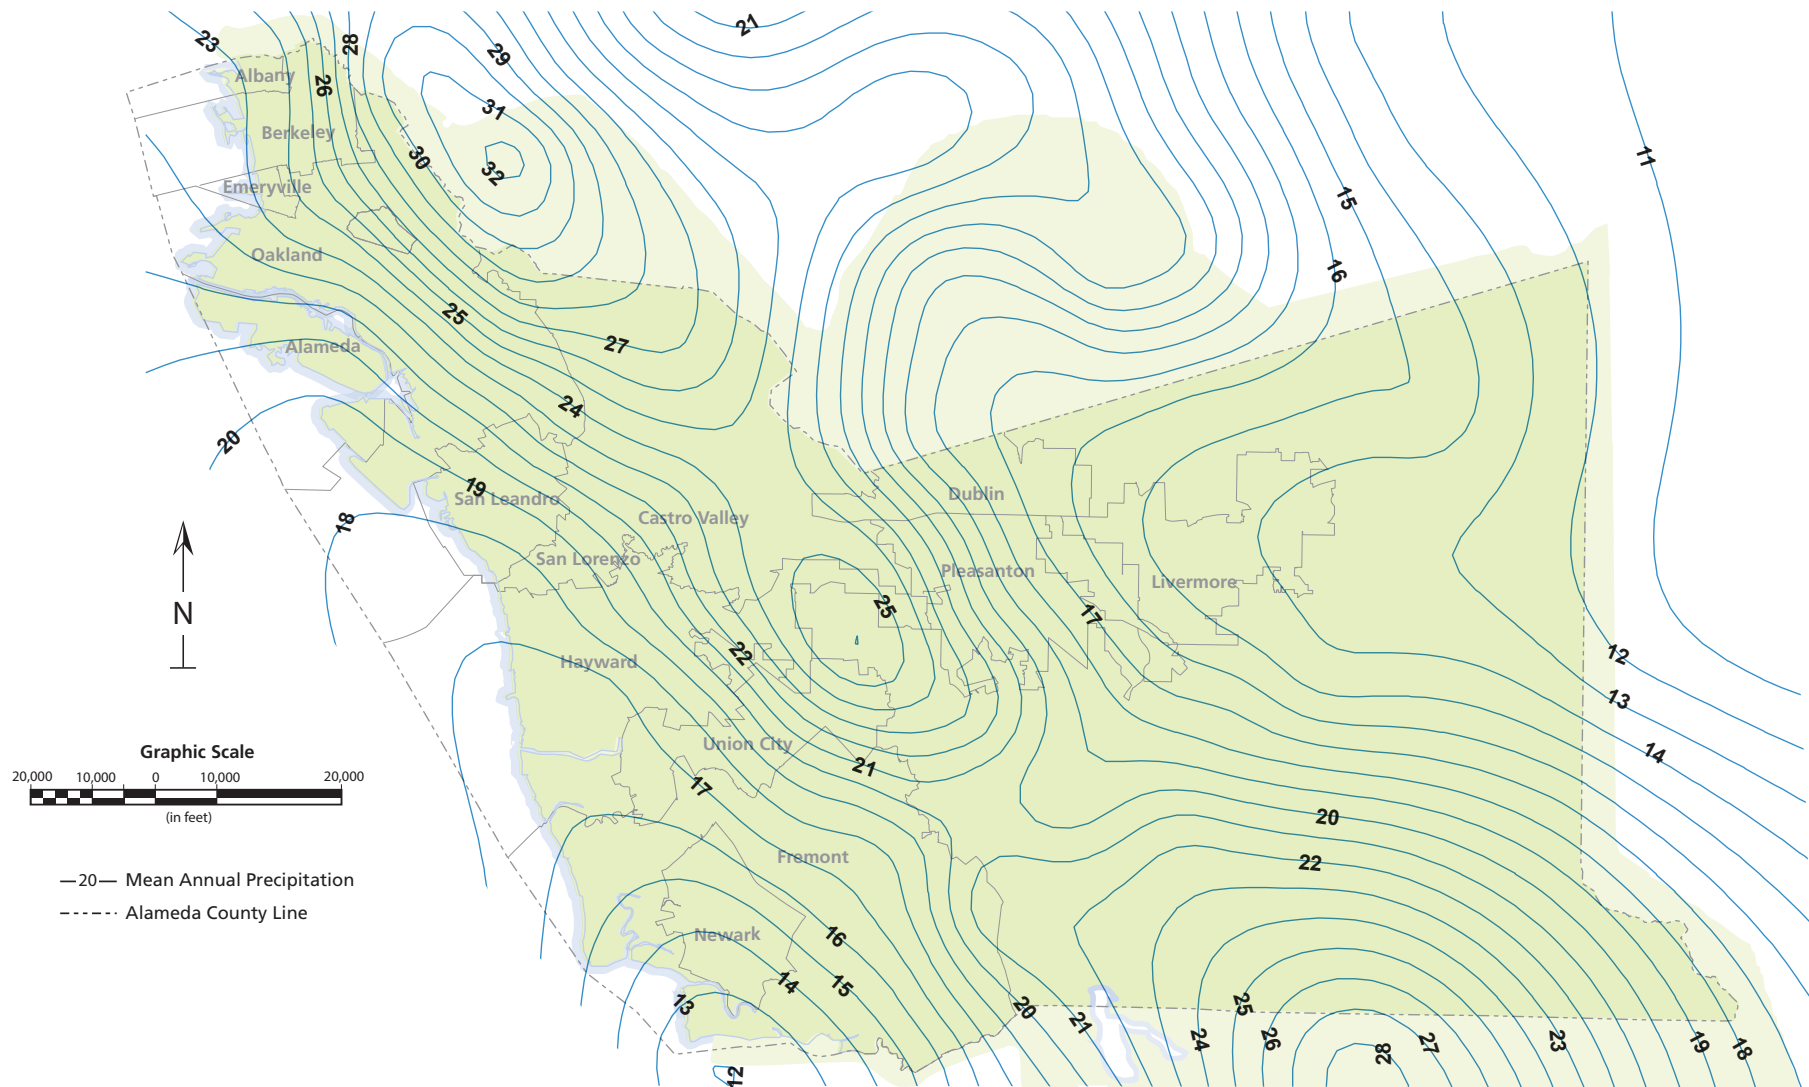 21
23
28
29
26
Albany
31
Berkeley
30
32
11
Emeryville
15
Oakland
16
25
27
Alameda
24
20
19
San Leandro
Dublin
18
Castro Valley
San Lorenzo
Pleasanton
Livermore
25
17
N
22
Hayward
12
13
Union City
14
21
17
Graphic Scale
20,000 10,000 0 10,000 20,000
(in feet)
20
Fremont
22
—20— Mean Annual Precipitation
Alameda County Line
Newark
16
14
15
13
20
21
25
24
26
28
27
23
19
18
12